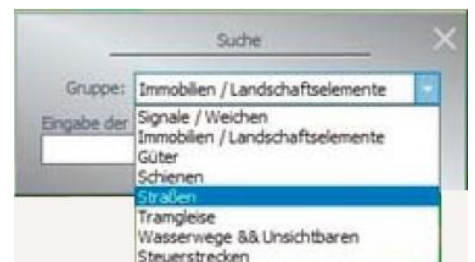 Suche
Gruppe: Immobilien / Landschaftselemente
Eingabe der
Signale / Weichen
Immobilien / Landschaftselemente
Güter
Schienen
Straßen
Tramgleise
Wasserwege && Unsichtbaren
Steuerstrecken